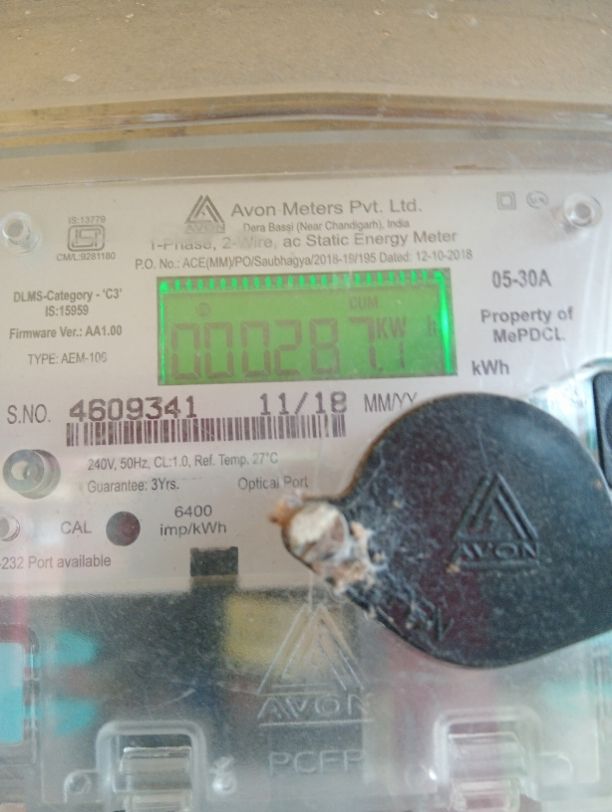 IS:13779
CM/L:9281180
AVON
Avon Meters Pvt. Ltd.
Dera Bassi (Near Chandigarh), India
1-Phase, 2-Wire, ac Static Energy Meter
P.O. No.: ACE(MM)/PO/Saubhagya/2018-19/195 Dated: 12-10-2018
DLMS-Category - 'C3'
IS:15959
Firmware Ver.: AA1.00
TYPE: AEM-106
CUM
000287.1 KW h
kWh
05-30A
Property of
MePDCL.
S.NO. 4609341 11/18 MM/YY
240V, 50Hz, CL:1.0, Ref. Temp. 27°C
Guarantee: 3Yrs. Optical Port
CAL
6400
imp/kWh
-232 Port available
AVON
AVON